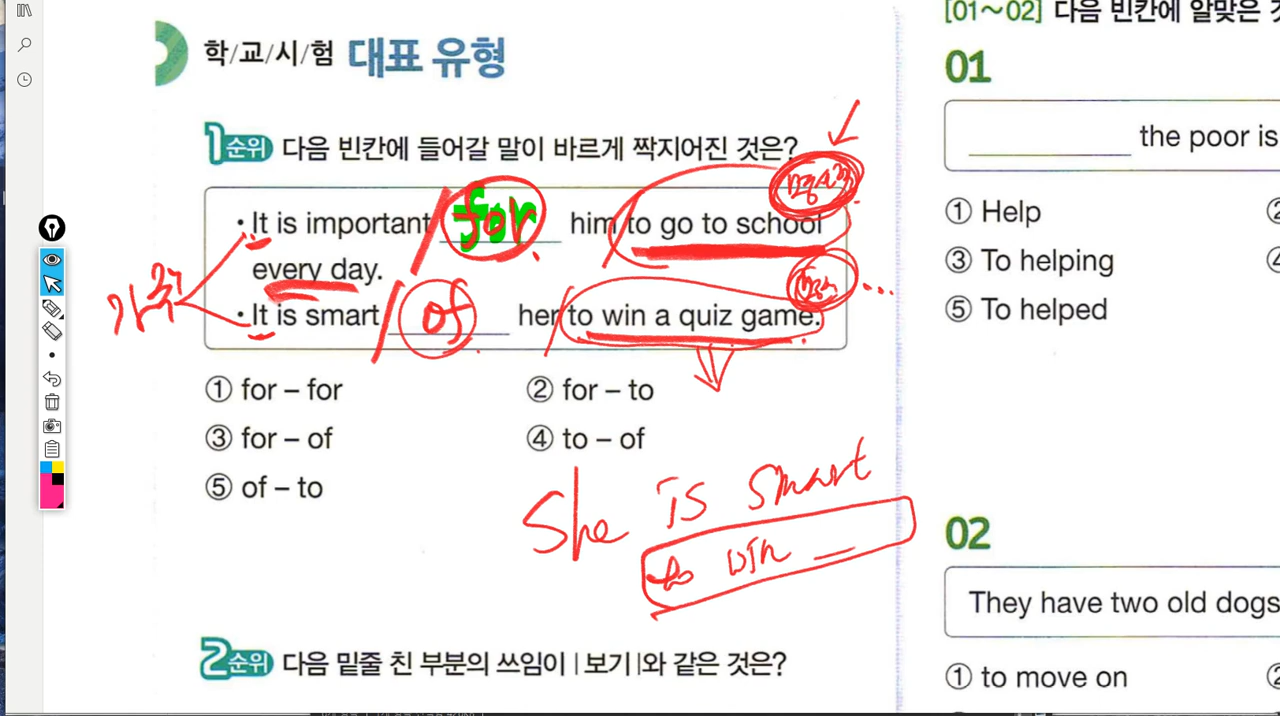 학/교/시/험 대표 유형
1순위 다음 빈칸에 들어갈 말이 바르게 짝지어진 것은?
명사적
• It is important for him to go to school
every day.
가주
• It is smart of her to win a quiz game.
① for – for ② for – to
③ for – of ④ to – of
⑤ of – to
She is smart
to win
2순위 다음 밑줄 친 부분의 쓰임이 |보기|와 같은 것은?
[01~02] 다음 빈칸에 알맞은
01
the poor is
① Help
③ To helping
⑤ To helped
02
They have two old dogs
① to move on